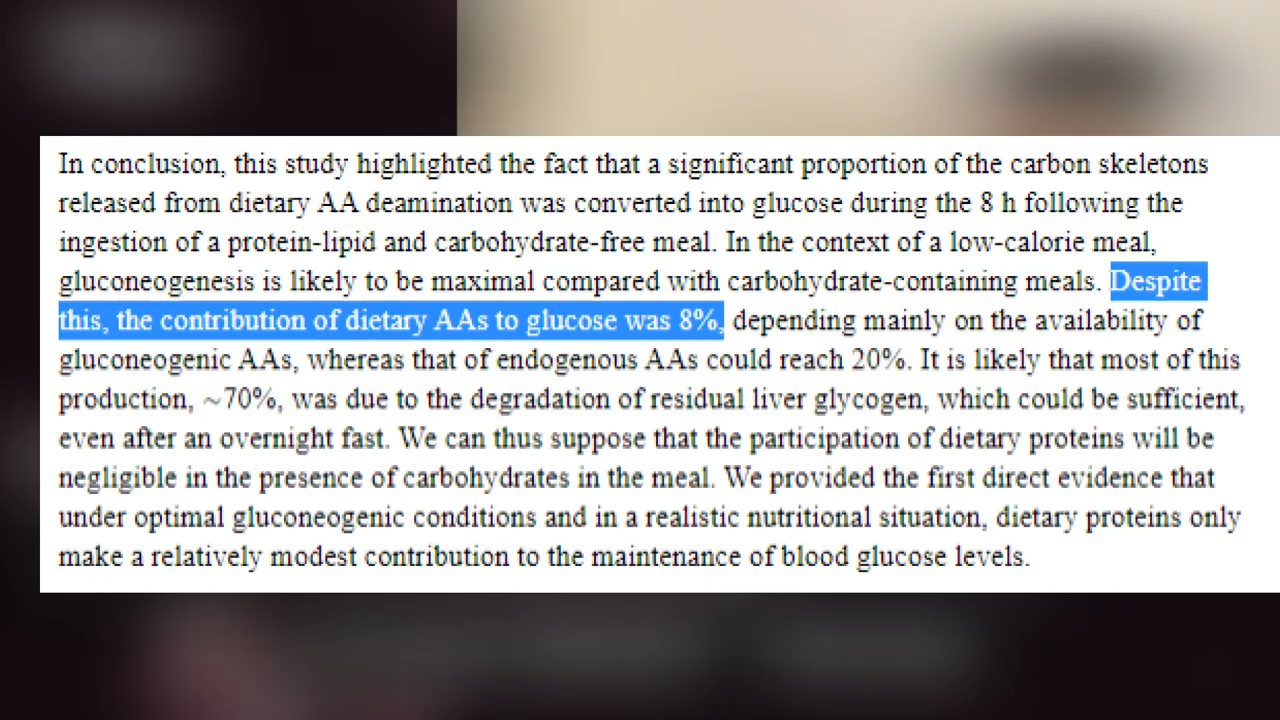 In conclusion, this study highlighted the fact that a significant proportion of the carbon skeletons
released from dietary AA deamination was converted into glucose during the 8 h following the
ingestion of a protein-lipid and carbohydrate-free meal. In the context of a low-calorie meal,
gluconeogenesis is likely to be maximal compared with carbohydrate-containing meals. Despite
this, the contribution of dietary AAs to glucose was 8%, depending mainly on the availability of
gluconeogenic AAs, whereas that of endogenous AAs could reach 20%. It is likely that most of this
production, ~70%, was due to the degradation of residual liver glycogen, which could be sufficient,
even after an overnight fast. We can thus suppose that the participation of dietary proteins will be
negligible in the presence of carbohydrates in the meal. We provided the first direct evidence that
under optimal gluconeogenic conditions and in a realistic nutritional situation, dietary proteins only
make a relatively modest contribution to the maintenance of blood glucose levels.